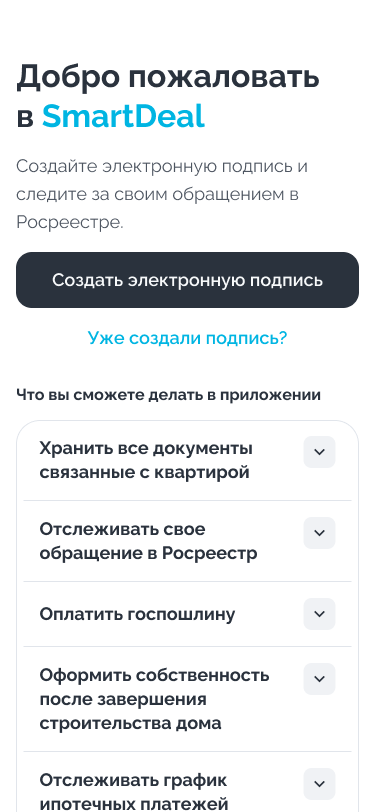 Добро пожаловать
в SmartDeal
Создайте электронную подпись и
следите за своим обращением в
Росреестре.
Создать электронную подпись
Уже создали подпись?
Что вы сможете делать в приложении
Хранить все документы
связанные с квартирой
Отслеживать свое
обращение в Росреестр
Оплатить госпошлину
Оформить собственность
после завершения
строительства дома
Отслеживать график
ипотечных платежей